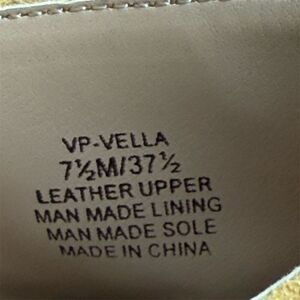 VP-VELLA
7½M/37½
LEATHER UPPER
MAN MADE LINING
MAN MADE SOLE
MADE IN CHINA